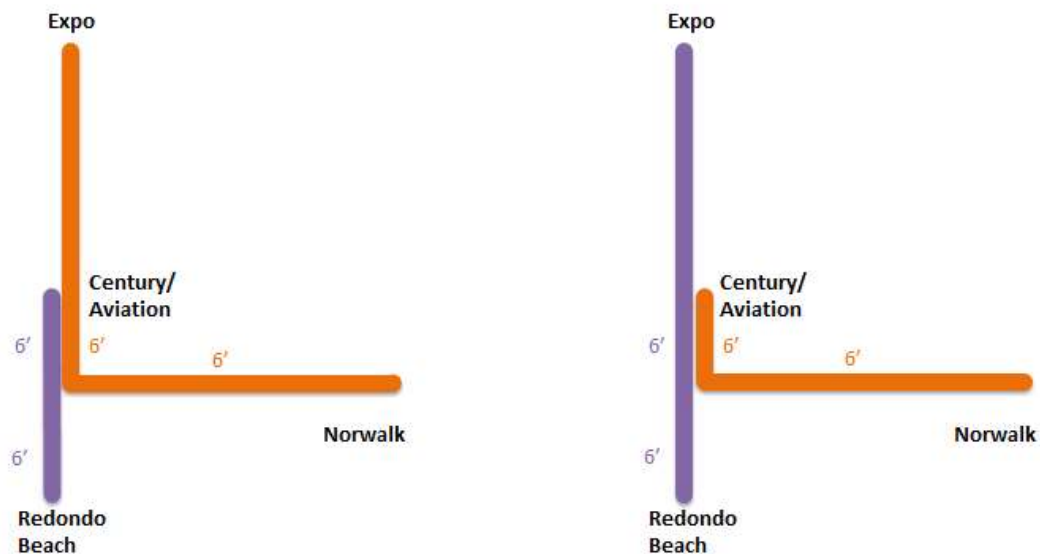 Expo
Century/
Aviation
6’
6’
6’
Norwalk
6’
Redondo
Beach
Expo
Century/
Aviation
6’
6’
6’
Norwalk
6’
Redondo
Beach